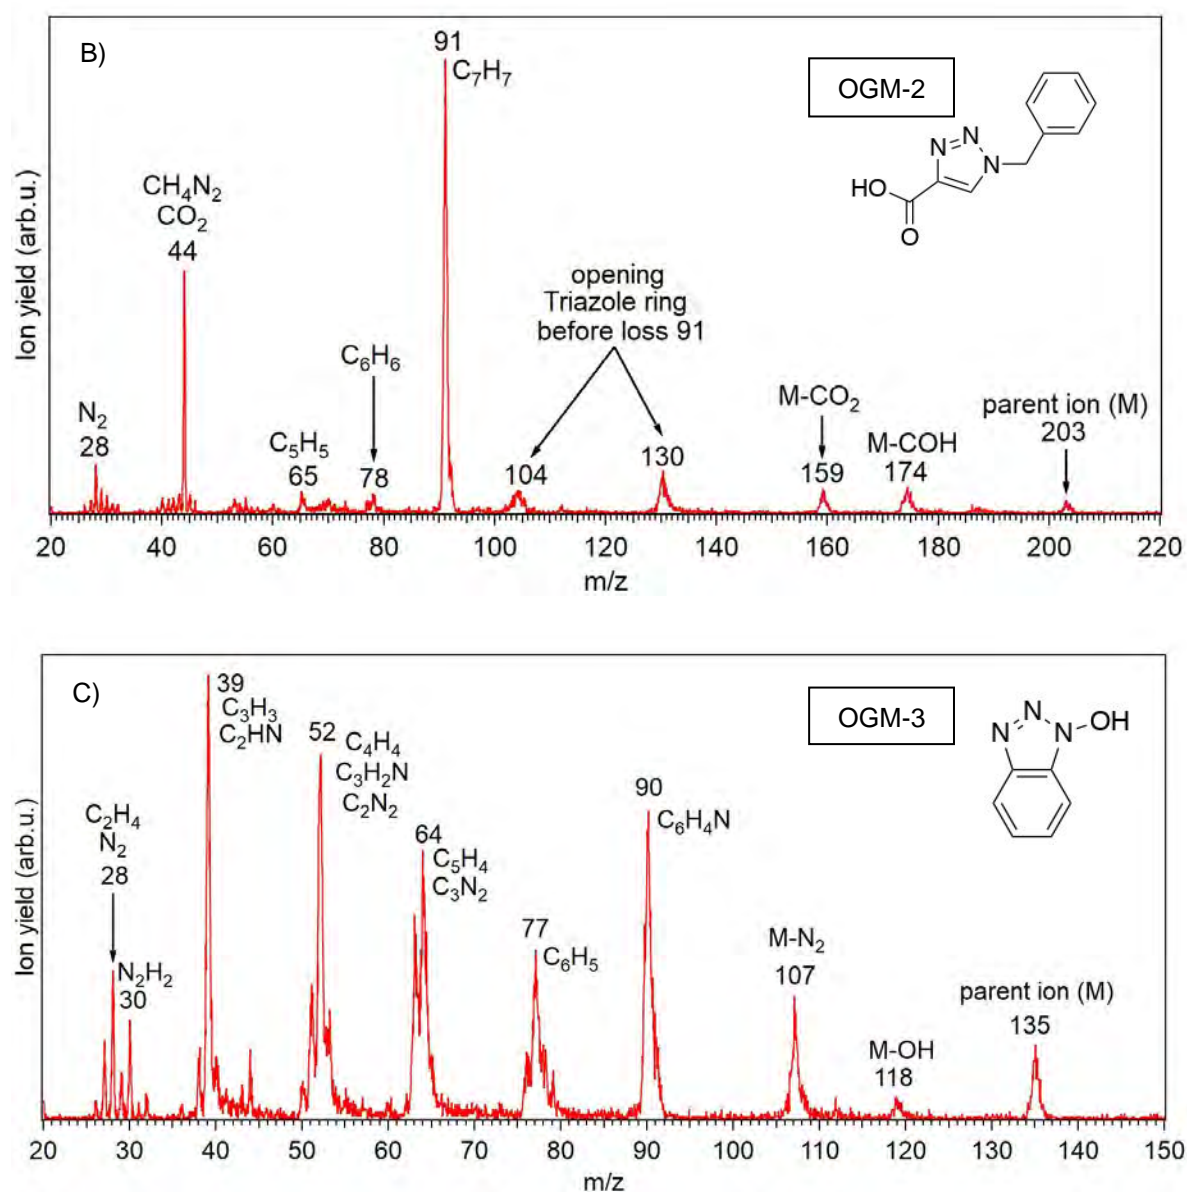 B)
91
C₇H₇
OGM-2
N
N
N
HO
O
CH₄N₂
CO₂
44
opening
Triazole ring
before loss 91
C₆H₆
N₂
28
C₅H₅
65
78
104
130
M-CO₂
159
M-COH
174
parent ion (M)
203
Ion yield (arb.u.)
20 40 60 80 100 120 140 160 180 200 220
m/z
C)
39
C₃H₃
C₂HN
52
C₄H₄
C₃H₂N
C₂N₂
OGM-3
N
N
N
OH
C₂H₄
N₂
28
N₂H₂
30
64
C₅H₄
C₃N₂
77
C₆H₅
90
C₆H₄N
M-N₂
107
M-OH
118
parent ion (M)
135
Ion yield (arb.u.)
20 30 40 50 60 70 80 90 100 110 120 130 140 150
m/z